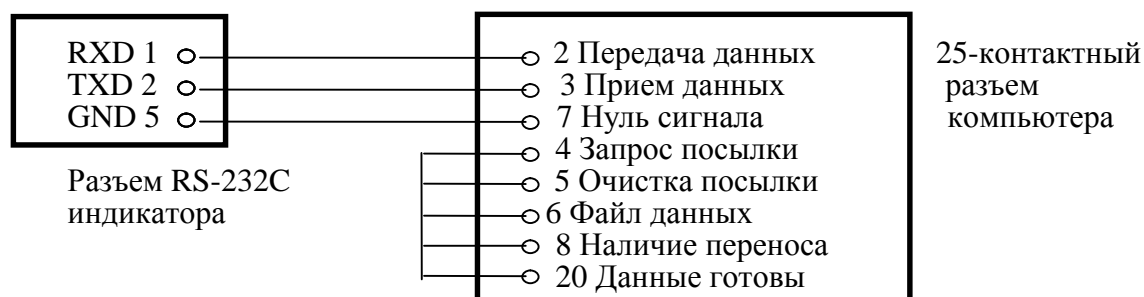 RXD 1
TXD 2
GND 5
Разъем RS-232C
индикатора
2 Передача данных
3 Прием данных
7 Нуль сигнала
4 Запрос посылки
5 Очистка посылки
6 Файл данных
8 Наличие переноса
20 Данные готовы
25-контактный
разъем
компьютера